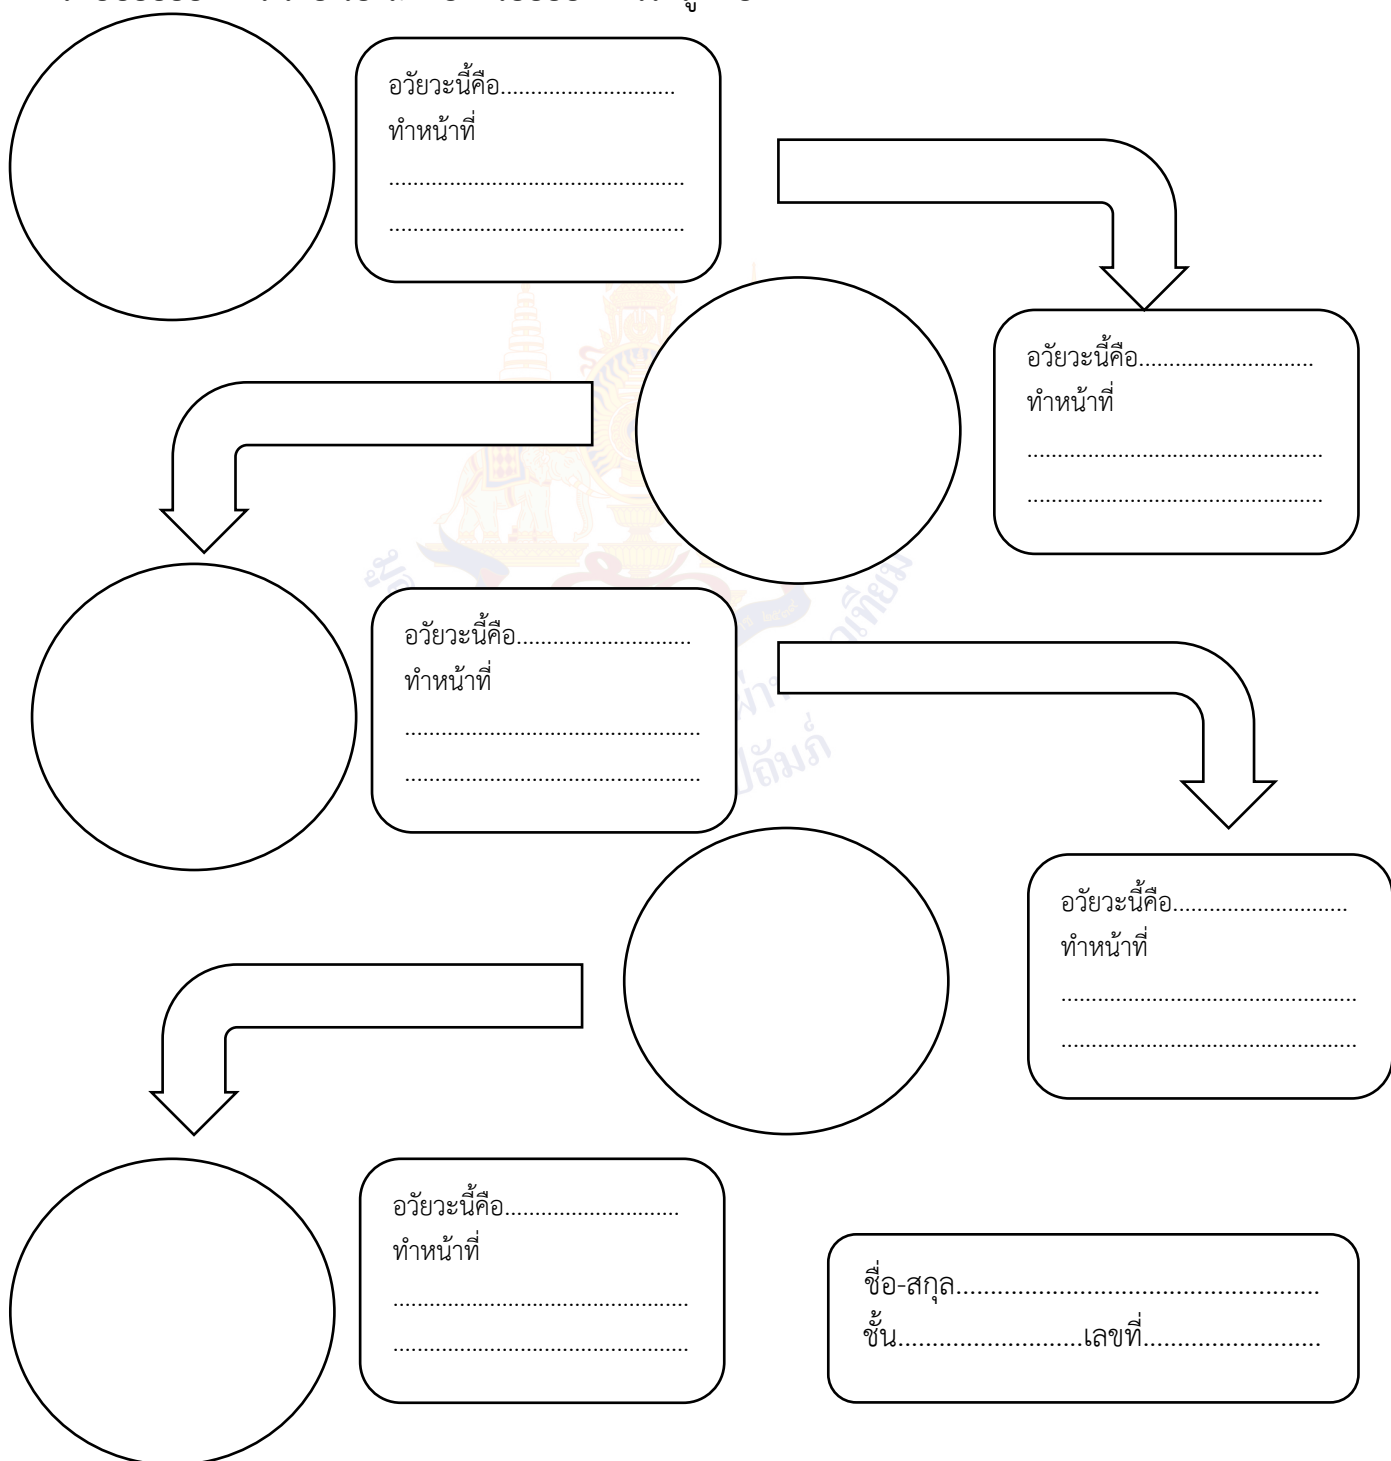 อวัยวะนี้คือ.............................
ทำหน้าที่
.................................................
.................................................
อวัยวะนี้คือ.............................
ทำหน้าที่
.................................................
.................................................
อวัยวะนี้คือ.............................
ทำหน้าที่
.................................................
.................................................
อวัยวะนี้คือ.............................
ทำหน้าที่
.................................................
.................................................
อวัยวะนี้คือ.............................
ทำหน้าที่
.................................................
.................................................
ชื่อ-สกุล.....................................................
ชั้น...........................เลขที่..........................